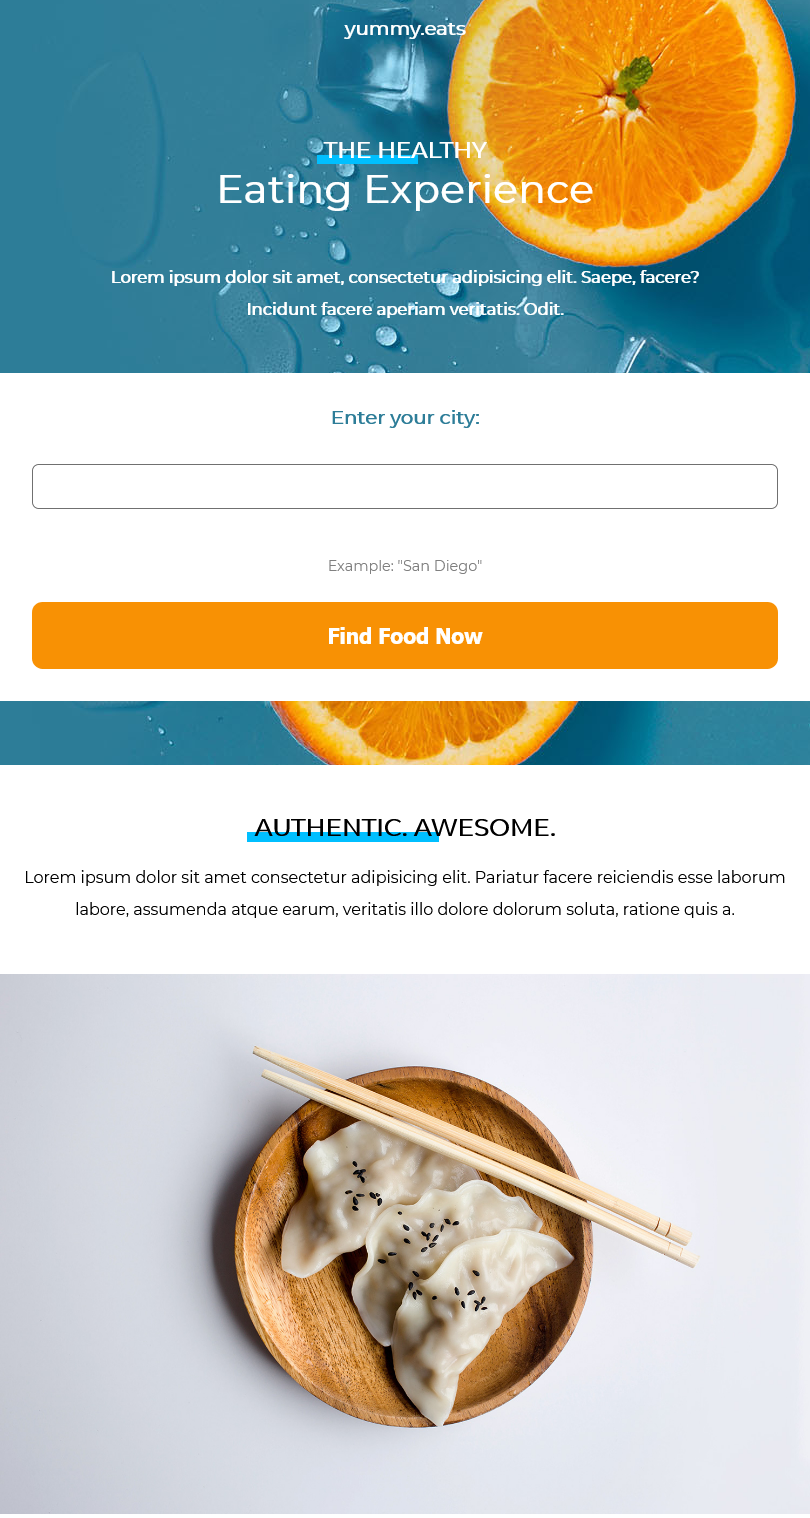 yummy.eats
THE HEALTHY
Eating Experience
Lorem ipsum dolor sit amet, consectetur adipisicing elit. Saepe, facere?
Incidunt facere aperiam veritatis. Odit.
Enter your city:
Example: "San Diego"
Find Food Now
AUTHENTIC. AWESOME.
Lorem ipsum dolor sit amet consectetur adipisicing elit. Pariatur facere reiciendis esse laborum
labore, assumenda atque earum, veritatis illo dolore dolorum soluta, ratione quis a.